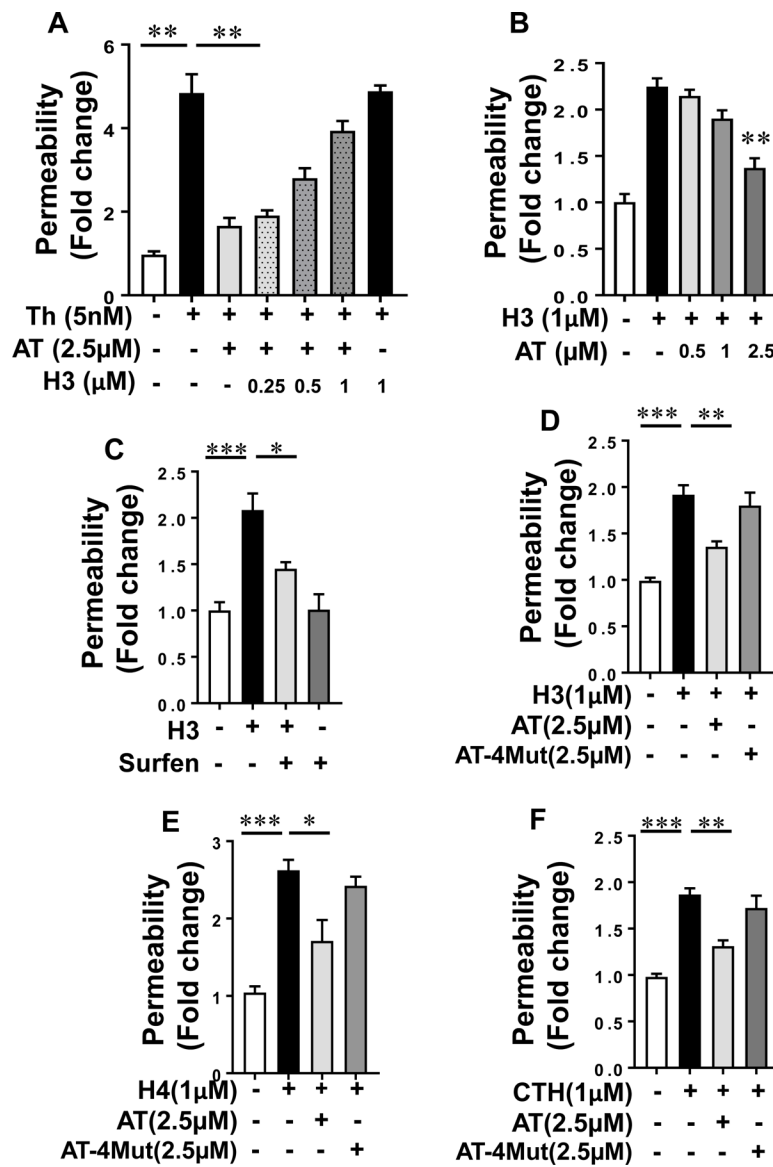 A
** **
Permeability
(Fold change)
6
4
2
0
Th (5nM) - + + + + + +
AT (2.5μM) - - + + + + -
H3 (μM) - - - 0.25 0.5 1 1
B
**
Permeability
(Fold change)
2.5
2.0
1.5
1.0
0.5
0.0
H3 (1μM) - + + + +
AT (μM) - - 0.5 1 2.5
C
*** *
Permeability
(Fold change)
2.5
2.0
1.5
1.0
0.5
0.0
H3 - + + -
Surfen - - + +
D
*** **
Permeability
(Fold change)
2.5
2.0
1.5
1.0
0.5
0.0
H3(1μM) - + + +
AT(2.5μM) - - + -
AT-4Mut(2.5μM) - - - +
E
*** *
Permeability
(Fold change)
3
2
1
0
H4(1μM) - + + +
AT(2.5μM) - - + -
AT-4Mut(2.5μM) - - - +
F
*** **
Permeability
(Fold change)
2.5
2.0
1.5
1.0
0.5
0.0
CTH(1μM) - + + +
AT(2.5μM) - - + -
AT-4Mut(2.5μM) - - - +